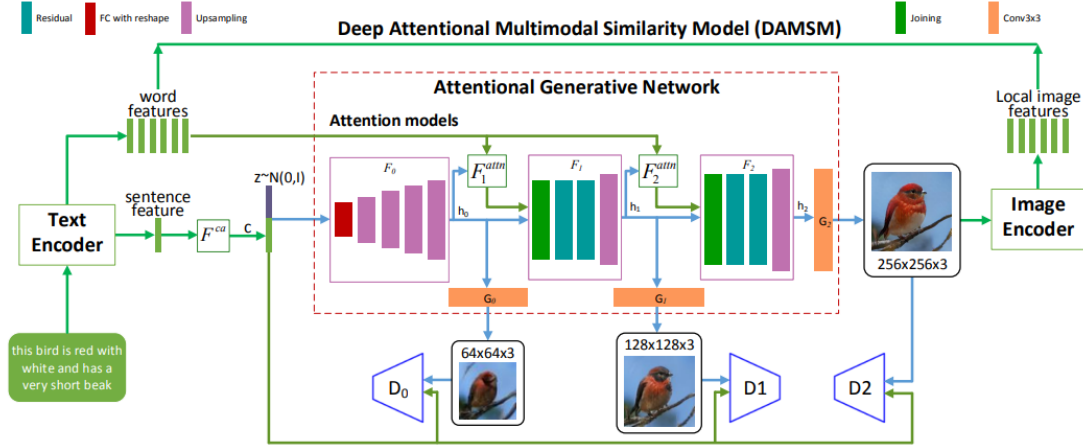 Residual
FC with reshape
Upsampling
Joining
Conv3x3
Deep Attentional Multimodal Similarity Model (DAMSM)
word
features
Local image
features
Attentional Generative Network
Attention models
z~N(0,I)
F₀
F₁ᵃᵗᵗⁿ
F₁
F₂ᵃᵗᵗⁿ
F₂
sentence
feature
Text
Encoder
Fᶜᵃ
c
h₀
h₁
h₂
G₂
Image
Encoder
256x256x3
G₀
G₁
this bird is red with
white and has a
very short beak
64x64x3
128x128x3
D₀
D1
D2